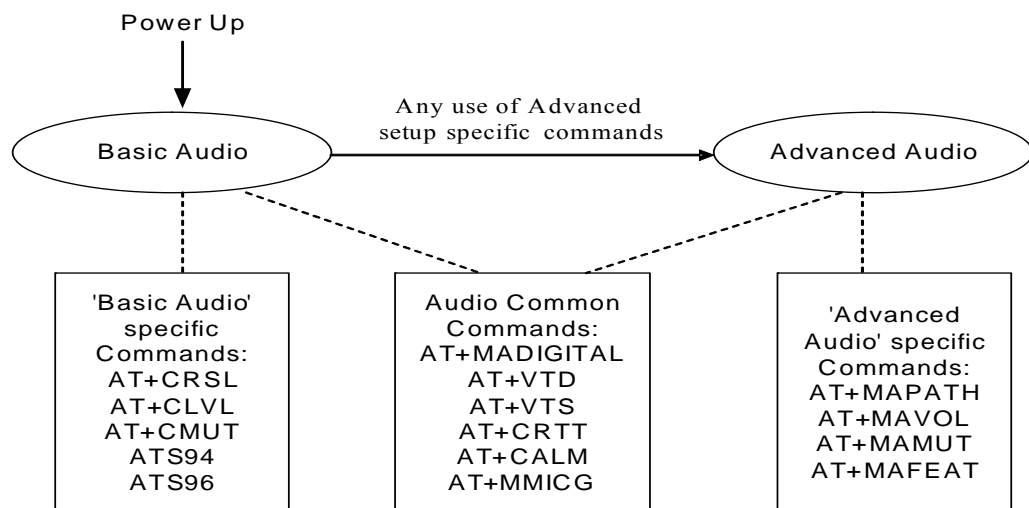 Power Up
Any use of Advanced
setup specific commands
Basic Audio
Advanced Audio
'Basic Audio'
specific
Commands:
AT+CRSL
AT+CLVL
AT+CMUT
ATS94
ATS96
Audio Common
Commands:
AT+MADIGITAL
AT+VTD
AT+VTS
AT+CRTT
AT+CALM
AT+MMICG
'Advanced
Audio' specific
Commands:
AT+MAPATH
AT+MAVOL
AT+MAMUT
AT+MAFEAT